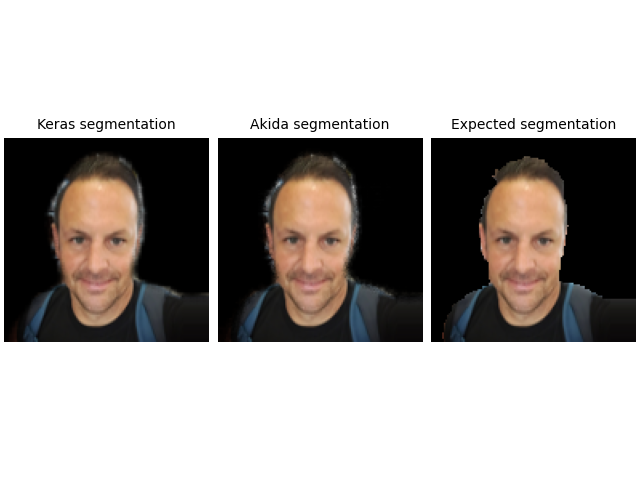 Keras segmentation
Akida segmentation
Expected segmentation